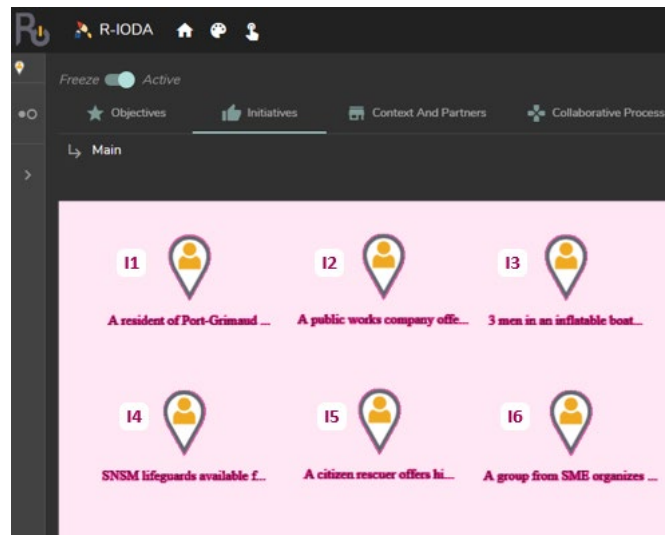 R-IODA
Freeze Active
Objectives Initiatives Context And Partners Collaborative Process
Main
I1 I2 I3
A resident of Port-Grimaud ... A public works company offe... 3 men in an inflatable boat...
I4 I5 I6
SNSM lifeguards available f... A citizen rescuer offers hi... A group from SME organizes ...